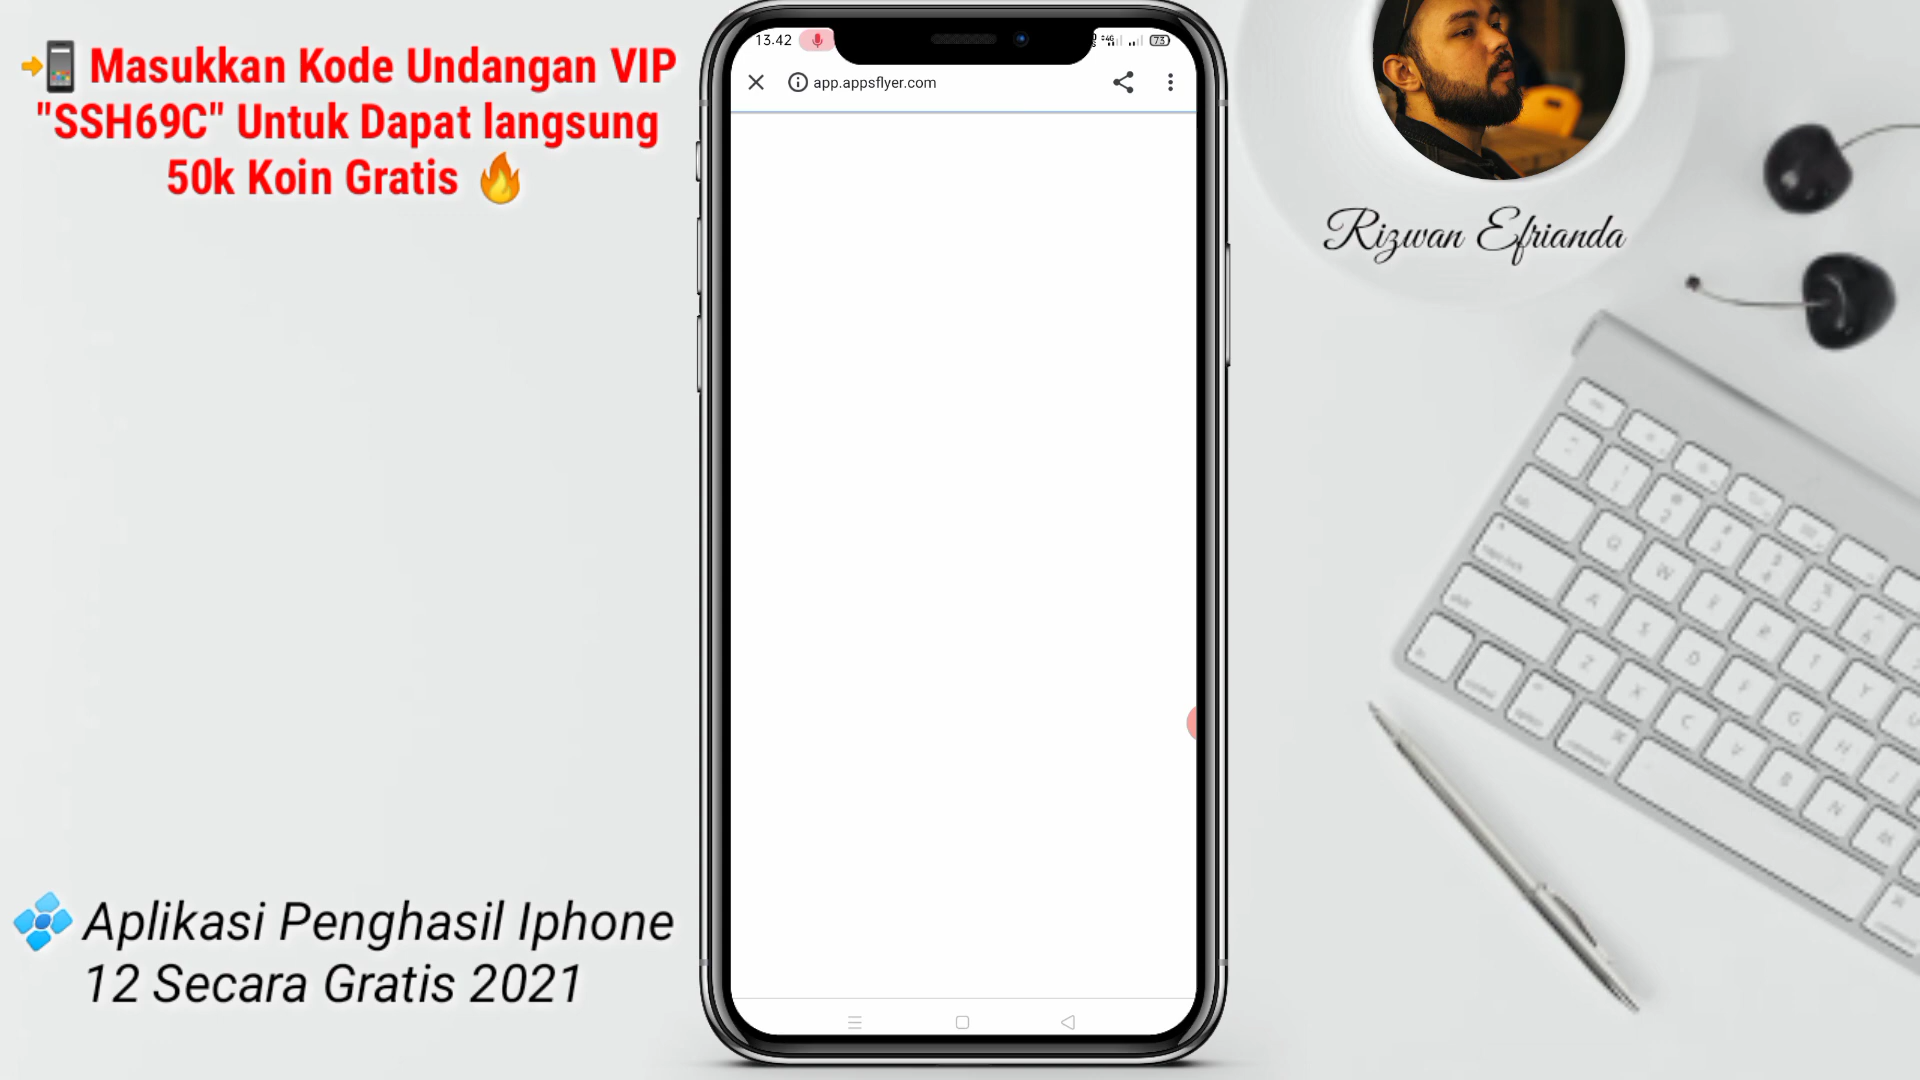 Masukkan Kode Undangan VIP
"SSH69C" Untuk Dapat langsung
50k Koin Gratis
13.42
73
app.appsflyer.com
Rizwan Efrianda
Aplikasi Penghasil Iphone
12 Secara Gratis 2021